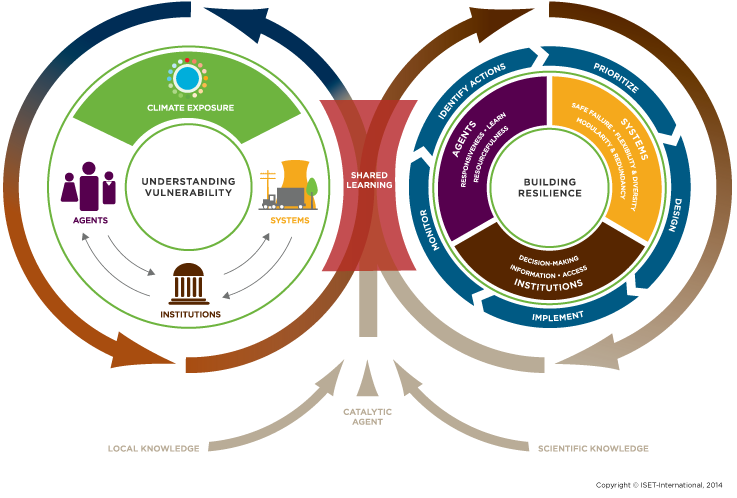 CLIMATE EXPOSURE
UNDERSTANDING
VULNERABILITY
AGENTS
SYSTEMS
INSTITUTIONS
SHARED
LEARNING
IDENTIFY ACTIONS
PRIORITIZE
DESIGN
IMPLEMENT
MONITOR
AGENTS
RESPONSIVENESS • LEARN
RESOURCEFULNESS
SYSTEMS
SAFE FAILURE • FLEXIBILITY & DIVERSITY
MODULARITY & REDUNDANCY
BUILDING
RESILIENCE
DECISION-MAKING
INFORMATION • ACCESS
INSTITUTIONS
CATALYTIC
AGENT
LOCAL KNOWLEDGE
SCIENTIFIC KNOWLEDGE
Copyright © ISET-International, 2014